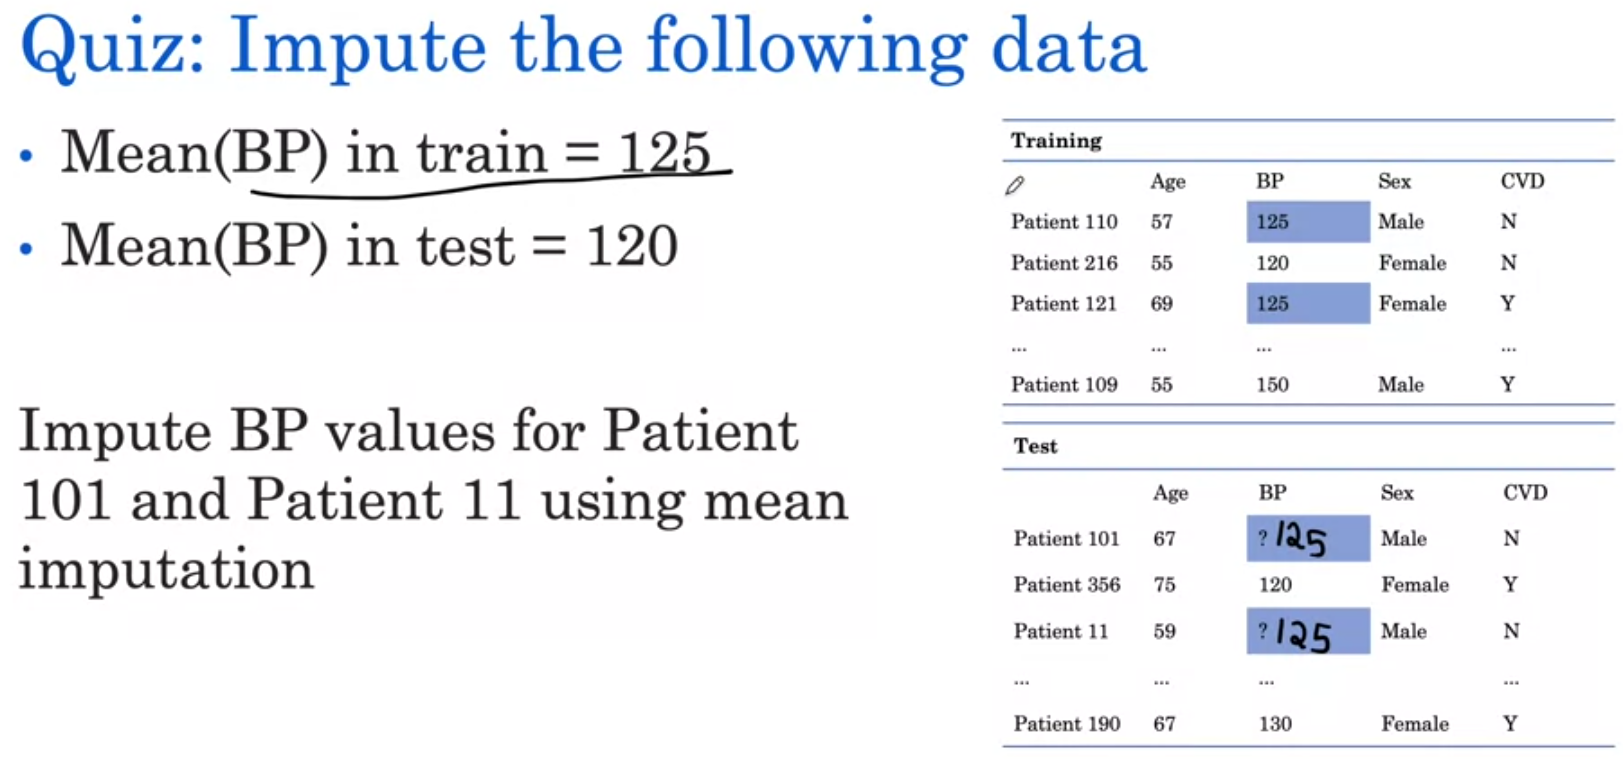 Quiz: Impute the following data
• Mean(BP) in train = 125
• Mean(BP) in test = 120
Impute BP values for Patient
101 and Patient 11 using mean
imputation
Training
Age BP Sex CVD
Patient 110 57 125 Male N
Patient 216 55 120 Female N
Patient 121 69 125 Female Y
... ... ... ...
Patient 109 55 150 Male Y
Test
Age BP Sex CVD
Patient 101 67 ? 125 Male N
Patient 356 75 120 Female Y
Patient 11 59 ? 125 Male N
... ... ... ...
Patient 190 67 130 Female Y